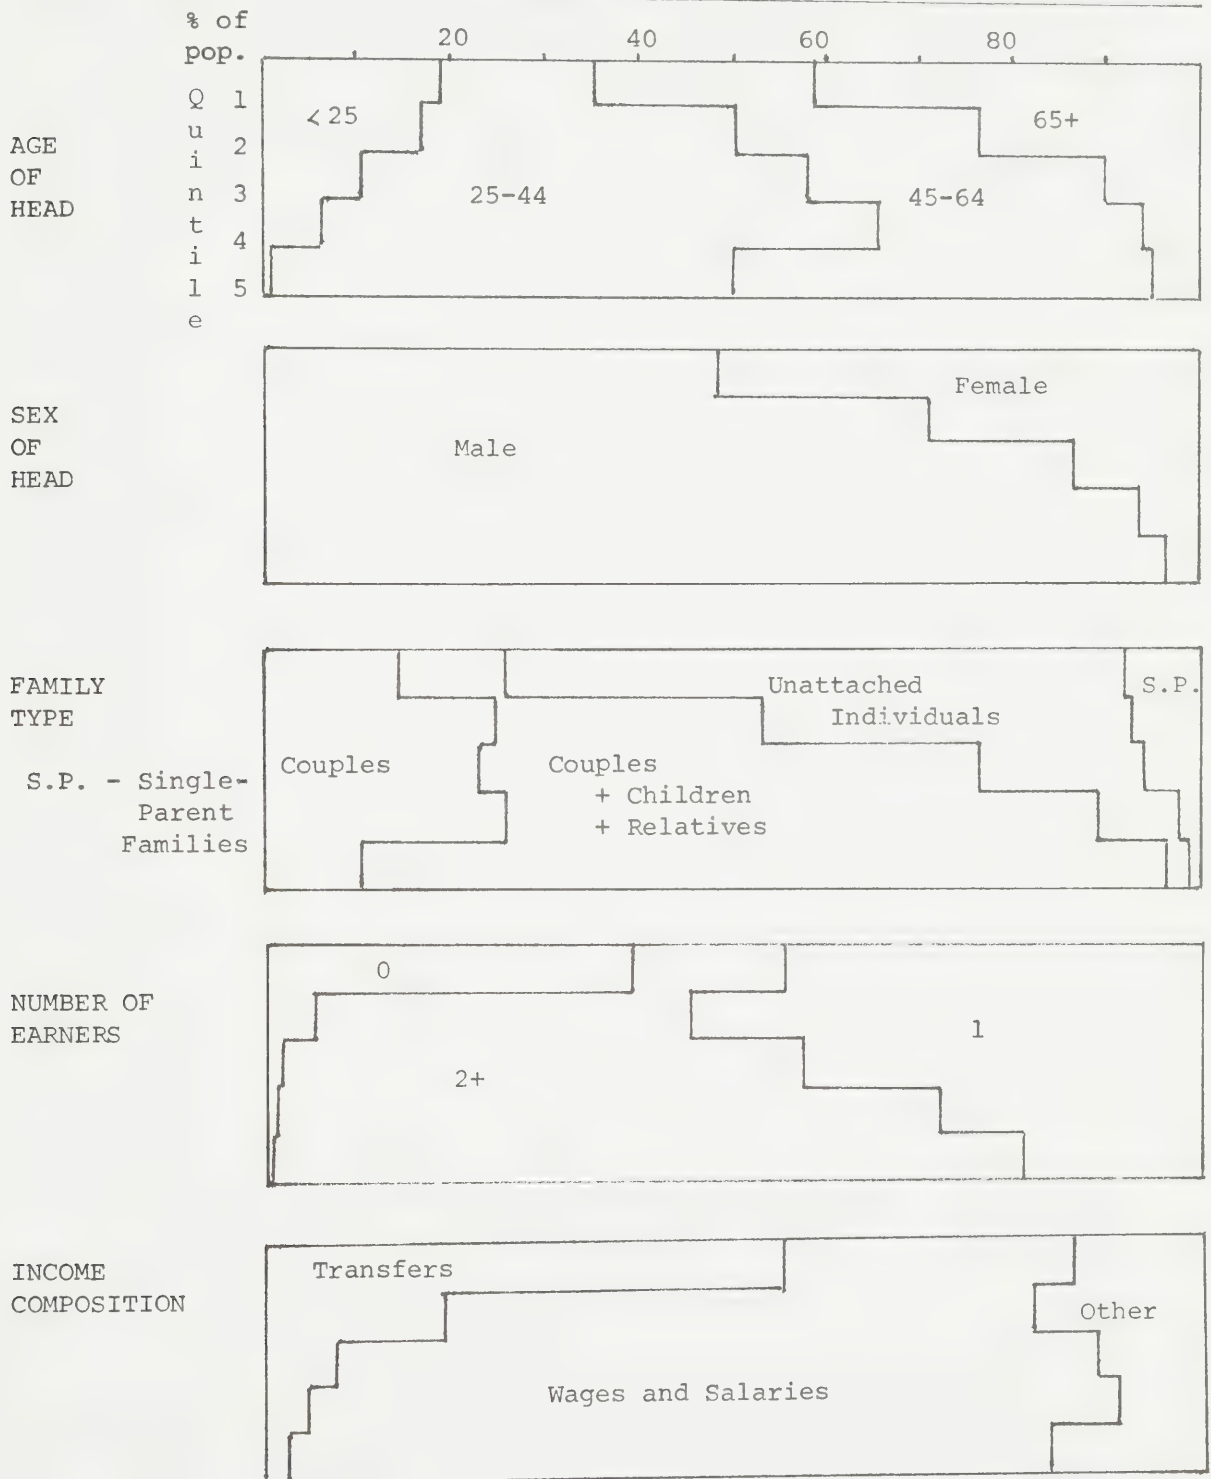 % of
pop.
20 40 60 80
AGE
OF
HEAD
Quintile
1
2
3
4
5
<25
25-44
45-64
65+
SEX
OF
HEAD
Male
Female
FAMILY
TYPE
S.P. - Single-
Parent
Families
Couples
Couples
+ Children
+ Relatives
Unattached
Individuals
S.P.
NUMBER OF
EARNERS
0
2+
1
INCOME
COMPOSITION
Transfers
Wages and Salaries
Other